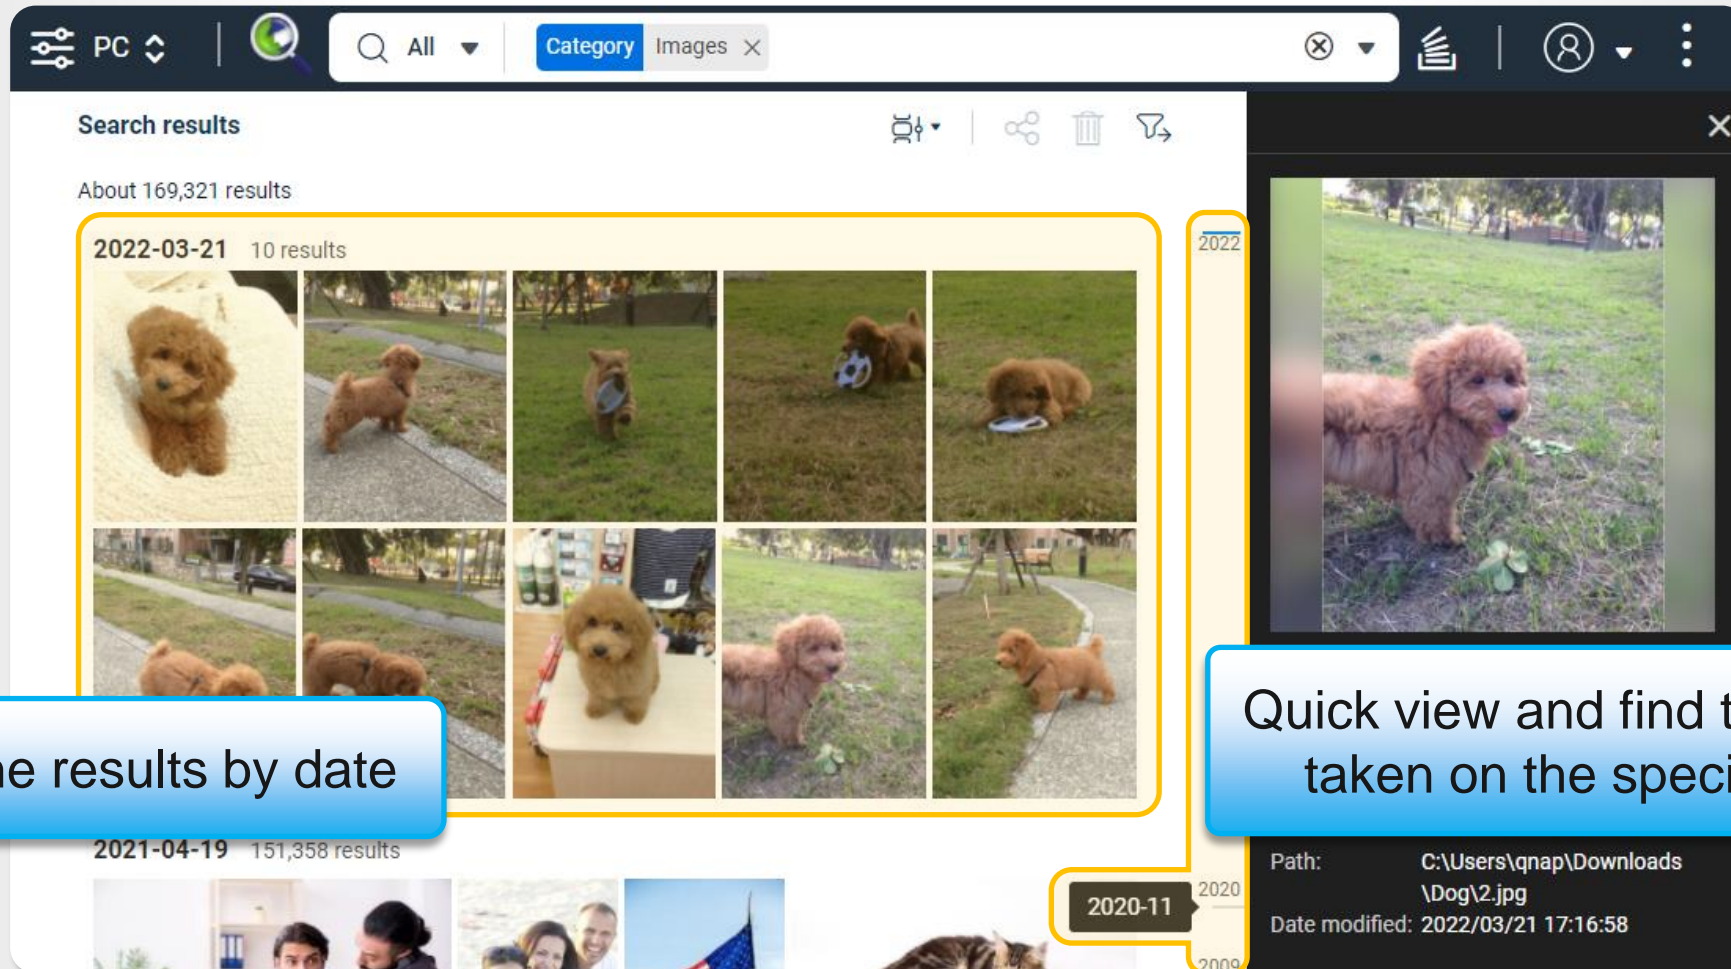 PC
All
Category Images
Search results
About 169,321 results
2022-03-21 10 results
2022
Quick view and find
taken on the
results by date
2021-04-19 151,358 results
2020-11
2020
2009
Path: C:\Users\qnap\Downloads
\Dog\2.jpg
Date modified: 2022/03/21 17:16:58